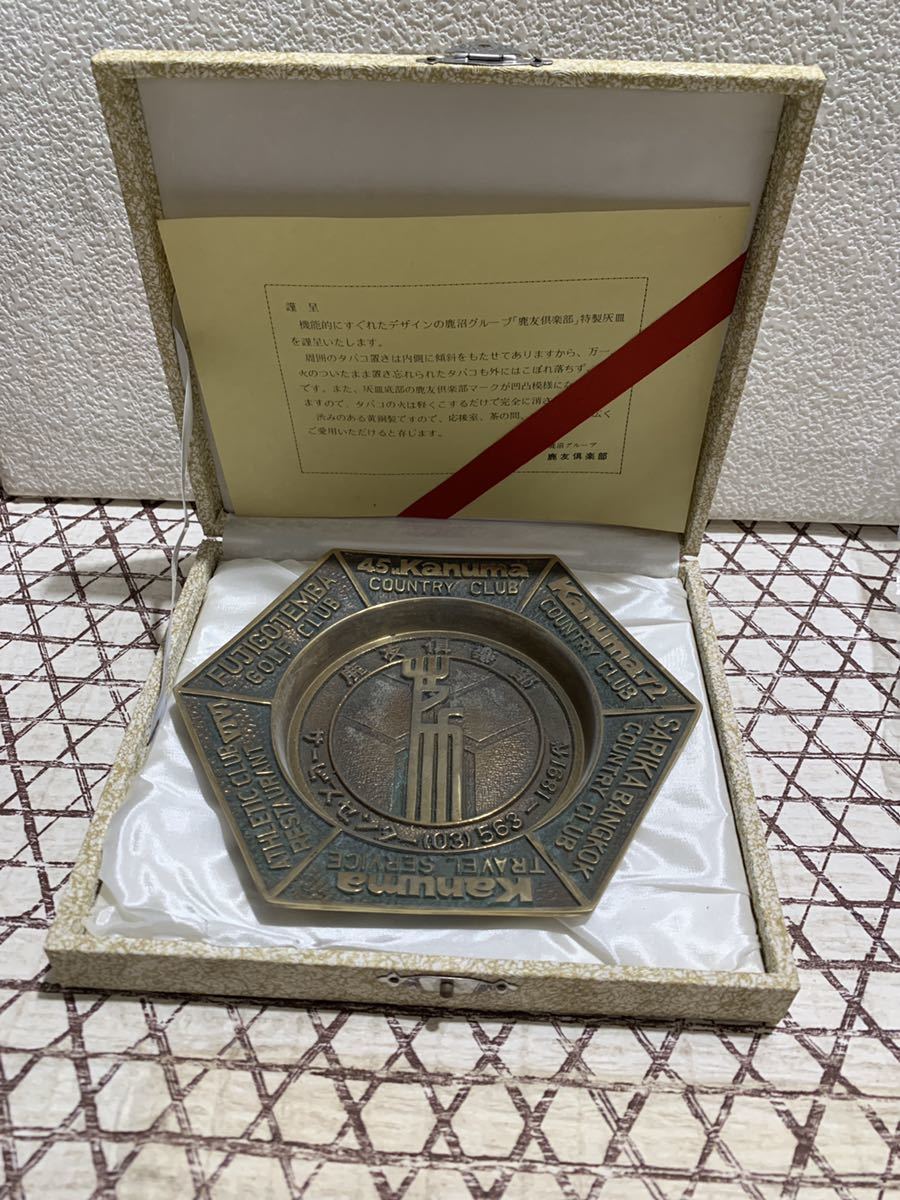 謹 呈
機能的にすぐれたデザインの鹿沼グループ「鹿友倶楽部」特製灰皿
を謹呈いたします。
周囲のタバコ置きは内側に傾斜をもたせてありますから、万一
火のついたまま置き忘れられたタバコも外にはこぼれ落ちず
です。また、灰皿底部の鹿友倶楽部マークが凹凸模様にな
ますので、タバコの火は軽くこするだけで完全に消
渋みのある黄銅製ですので、応接室、茶の間、 広く
ご愛用いただけると存じます。
鹿沼グループ
鹿友倶楽部
45 Kanuma
COUNTRY CLUB
Kanuma72
COUNTRY CLUB
SARIKA BANGKOK
COUNTRY CLUB
Kanuma
TRAVEL SERVICE
ATHLETIC CLUB
RESTAURANT
FUJIGOTEMBA
GOLF CLUB
鹿友倶楽部
(03) 563-1831